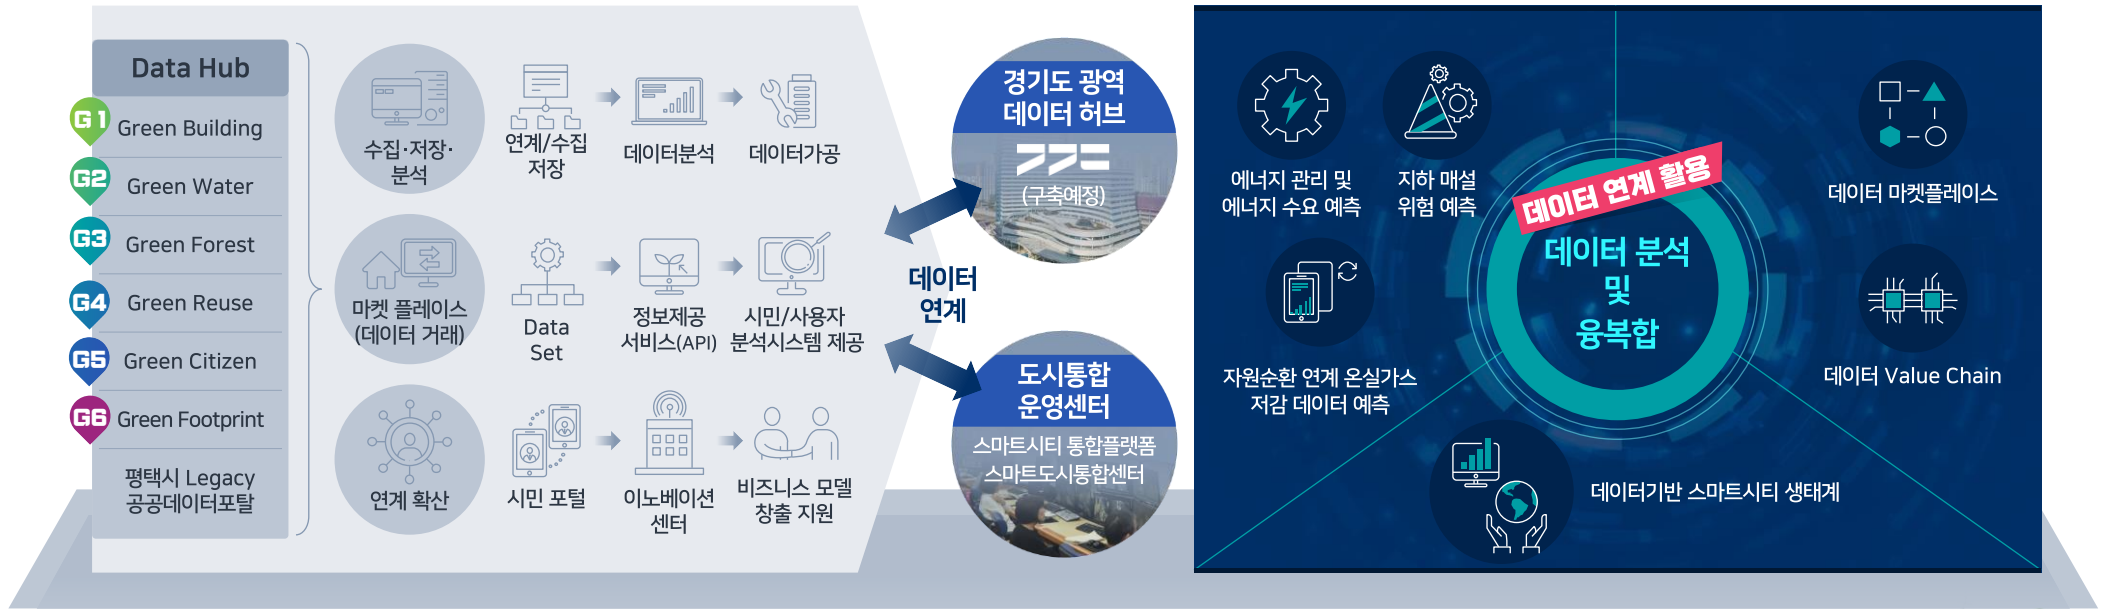 Data Hub
G1
Green Building
G2
Green Water
G3
Green Forest
G4
Green Reuse
G5
Green Citizen
G6
Green Footprint
평택시 Legacy
공공데이터포탈
수집·저장·
분석
연계/수집
저장
데이터분석
데이터가공
마켓 플레이스
(데이터 거래)
Data
Set
정보제공
서비스(API)
시민/사용자
분석시스템 제공
연계 확산
시민 포털
이노베이션
센터
비즈니스 모델
창출 지원
데이터
연계
경기도 광역
데이터 허브
(구축예정)
도시통합
운영센터
스마트시티 통합플랫폼
스마트도시통합센터
에너지 관리 및
에너지 수요 예측
지하 매설
위험 예측
자원순환 연계 온실가스
저감 데이터 예측
데이터 연계 활용
데이터 분석
및
융복합
데이터 마켓플레이스
데이터 Value Chain
데이터기반 스마트시티 생태계